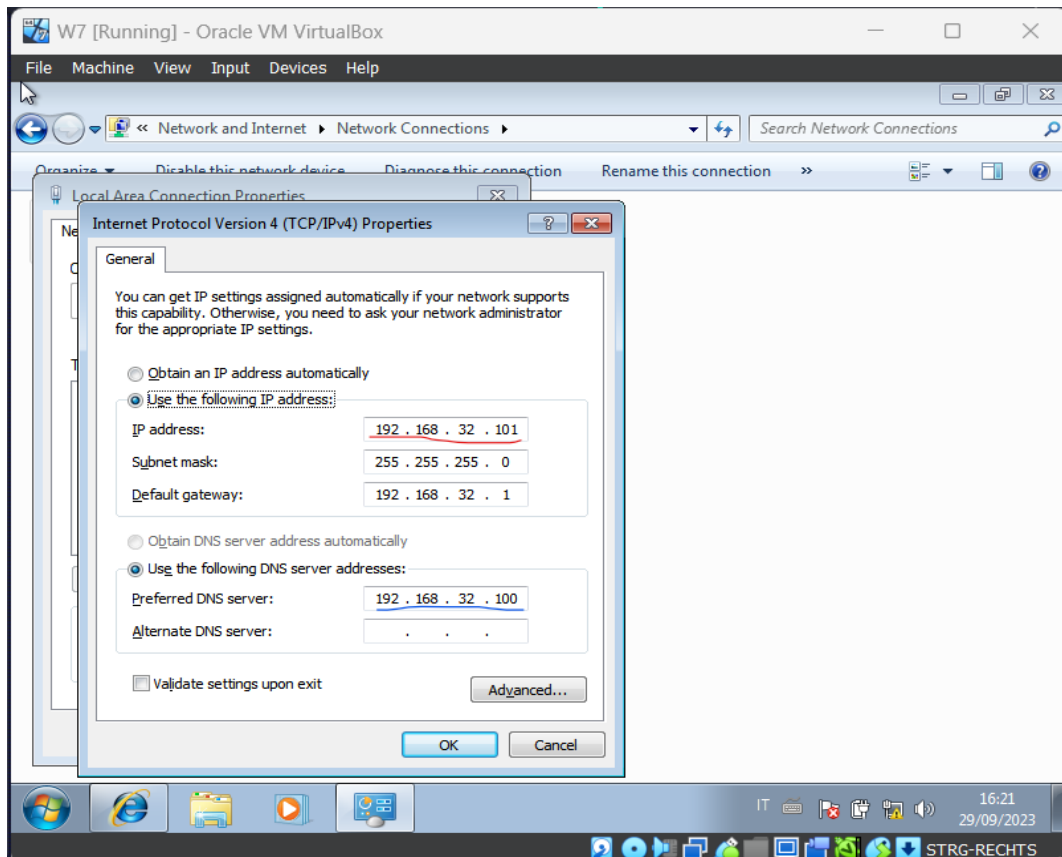 W7 [Running] - Oracle VM VirtualBox
File Machine View Input Devices Help
« Network and Internet Network Connections Search Network Connections
Organize Disable this network device Diagnose this connection Rename this connection »
Local Area Connection Properties
Internet Protocol Version 4 (TCP/IPv4) Properties
Ne
General
You can get IP settings assigned automatically if your network supports
this capability. Otherwise, you need to ask your network administrator
for the appropriate IP settings.
Obtain an IP address automatically
Use the following IP address:
IP address: 192 . 168 . 32 . 101
Subnet mask: 255 . 255 . 255 . 0
Default gateway: 192 . 168 . 32 . 1
Obtain DNS server address automatically
Use the following DNS server addresses:
Preferred DNS server: 192 . 168 . 32 . 100
Alternate DNS server: . . .
Validate settings upon exit
Advanced...
OK Cancel
IT 16:21
29/09/2023
STRG-RECHTS